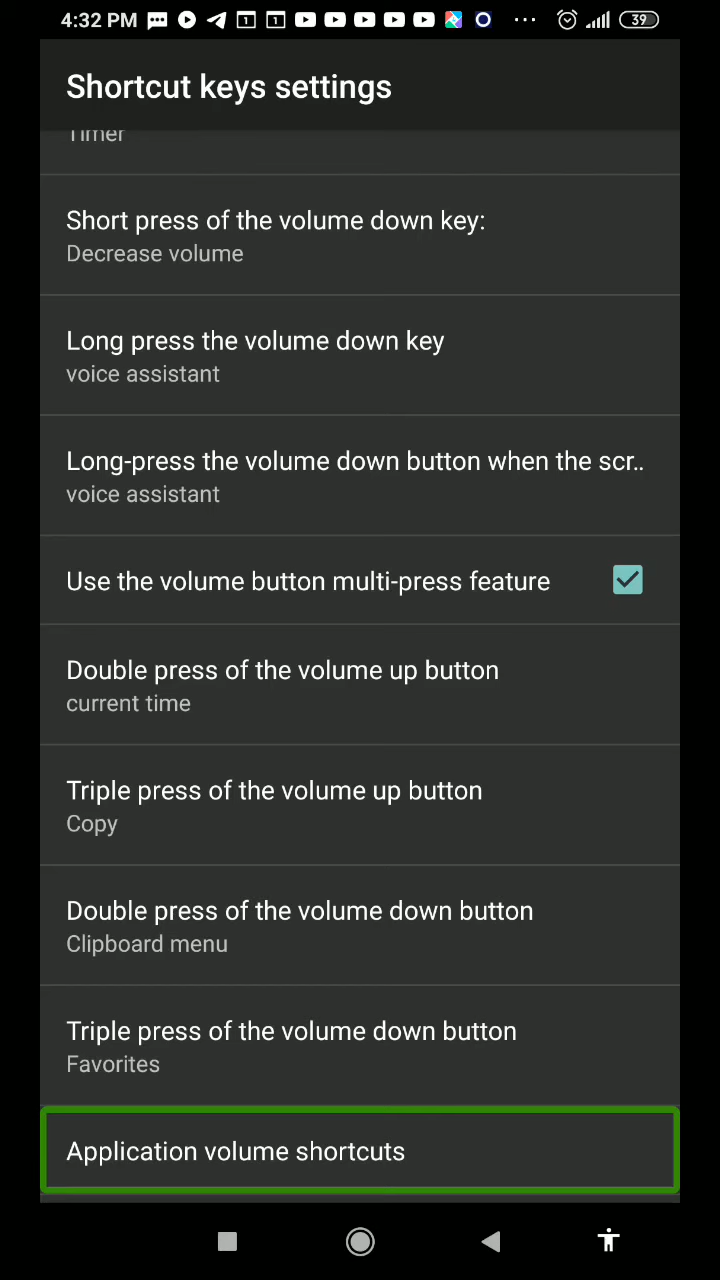 4:32 PM
1
1
39
Shortcut keys settings
Timer
Short press of the volume down key:
Decrease volume
Long press the volume down key
voice assistant
Long-press the volume down button when the scr..
voice assistant
Use the volume button multi-press feature
Double press of the volume up button
current time
Triple press of the volume up button
Copy
Double press of the volume down button
Clipboard menu
Triple press of the volume down button
Favorites
Application volume shortcuts